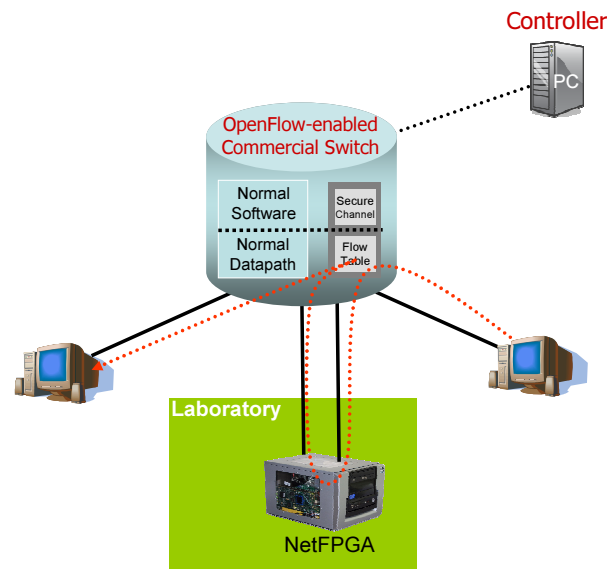 Controller
PC
OpenFlow-enabled
Commercial Switch
Normal
Software
Secure
Channel
Normal
Datapath
Flow
Table
Laboratory
NetFPGA